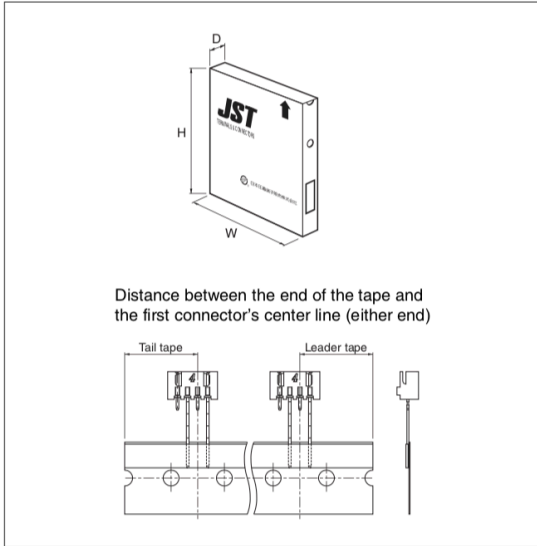 D
JST
H
W
Distance between the end of the tape and
the first connector's center line (either end)
Tail tape
Leader tape
4
4